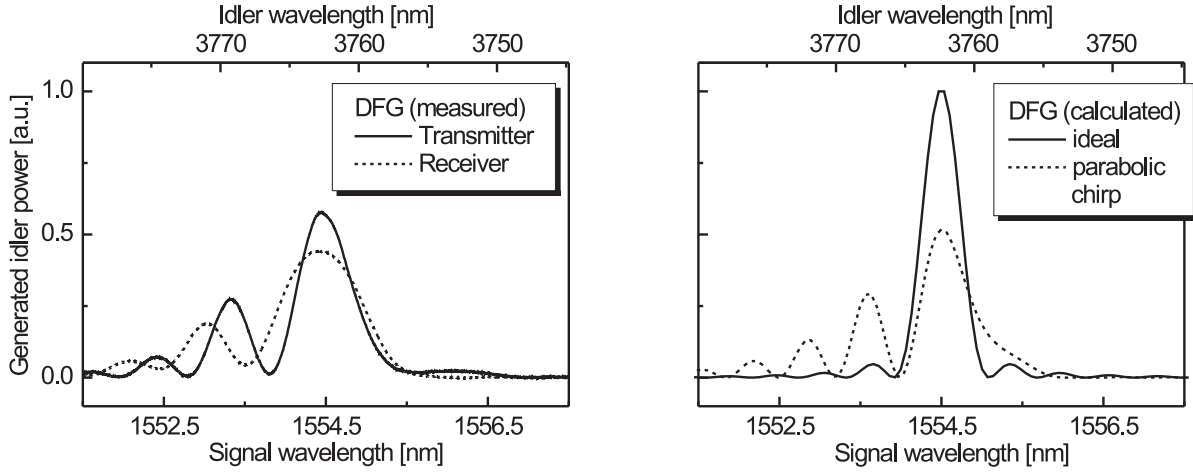 Idler wavelength [nm]
3770 3760 3750
Generated idler power [a.u.]
1.0
0.5
0.0
DFG (measured)
Transmitter
Receiver
1552.5 1554.5 1556.5
Signal wavelength [nm]
Idler wavelength [nm]
3770 3760 3750
DFG (calculated)
ideal
parabolic
chirp
1552.5 1554.5 1556.5
Signal wavelength [nm]